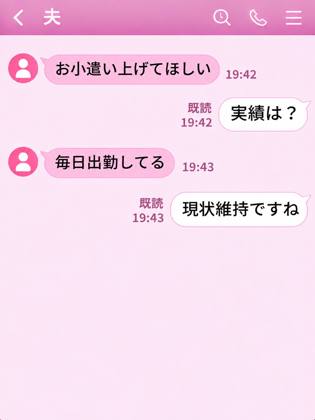 夫
お小遣い上げてほしい
19:42
既読
19:42
実績は？
毎日出勤してる
19:43
既読
19:43
現状維持ですね